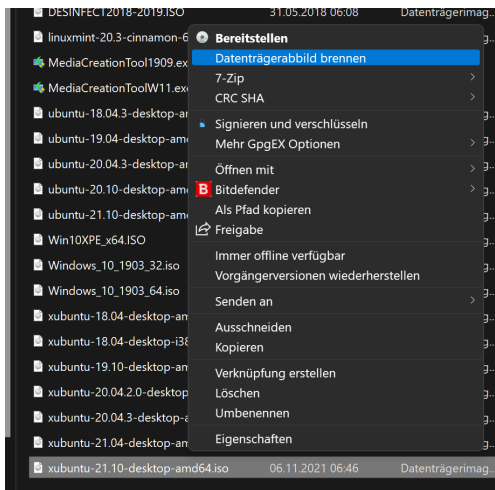 DESINFECT2018-2019.ISO 31.05.2018 06:08 Datenträgerimag...
linuxmint-20.3-cinnamon-6
MediaCreationTool1909.ex
MediaCreationToolW11.exe
ubuntu-18.04.3-desktop-a
ubuntu-19.04-desktop-am
ubuntu-20.04.3-desktop-a
ubuntu-20.10-desktop-am
ubuntu-21.10-desktop-am
Win10XPE_x64.ISO
Windows_10_1903_32.iso
Windows_10_1903_64.iso
xubuntu-18.04-desktop-am
xubuntu-18.04-desktop-i38
xubuntu-19.10-desktop-am
xubuntu-20.04.2.0-desktop
xubuntu-20.04.3-desktop-a
xubuntu-21.04-desktop-am
xubuntu-21.10-desktop-amd64.iso 06.11.2021 06:46 Datenträgerimag...
Bereitstellen
Datenträgerabbild brennen
7-Zip
CRC SHA
Signieren und verschlüsseln
Mehr GpgEX Optionen
Öffnen mit
B Bitdefender
Als Pfad kopieren
Freigabe
Immer offline verfügbar
Vorgängerversionen wiederherstellen
Senden an
Ausschneiden
Kopieren
Verknüpfung erstellen
Löschen
Umbenennen
Eigenschaften